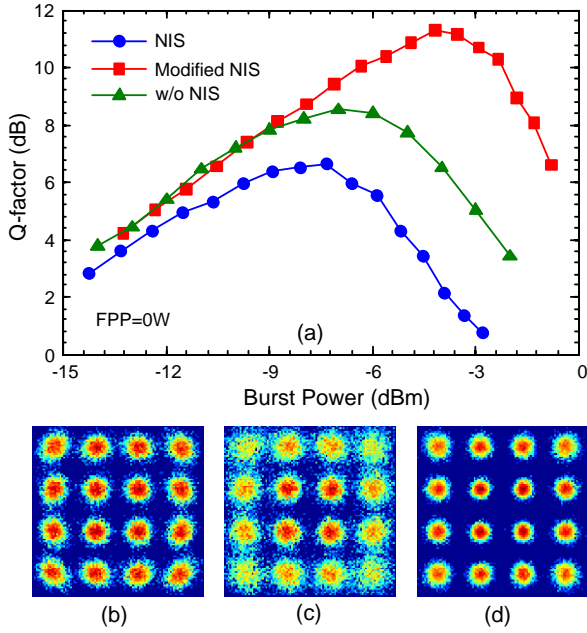 12
10
8
6
4
2
0
Q-factor (dB)
NIS
Modified NIS
w/o NIS
FPP=0W
(a)
-15
-12
-9
-6
-3
0
Burst Power (dBm)
(b)
(c)
(d)